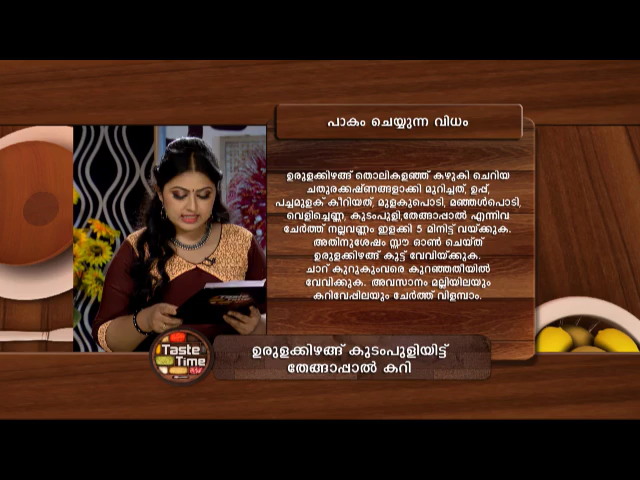 പാകം ചെയ്യുന്ന വിധം
ഉരുളക്കിഴങ്ങ് തൊലികളഞ്ഞ് കഴുകി ചെറിയ
ചതുരക്കഷ്ണങ്ങളാക്കി മുറിച്ചത്, ഉപ്പ്,
പച്ചമുളക് കീറിയത്, മുളകുപൊടി, മഞ്ഞൾപൊടി,
വെളിച്ചെണ്ണ, കുടംപുളി,തേങ്ങാപ്പാൽ എന്നിവ
ചേർത്ത് നല്ലവണ്ണം ഇളക്കി 5 മിനിട്ട് വയ്ക്കുക.
അതിനുശേഷം സ്റ്റൗ ഓൺ ചെയ്ത്
ഉരുളക്കിഴങ്ങ് കൂട്ട് വേവിയ്ക്കുക.
ചാറ് കുറുകുംവരെ കുറഞ്ഞതീയിൽ
വേവിക്കുക. അവസാനം മല്ലിയിലയും
കറിവേപ്പിലയും ചേർത്ത് വിളമ്പാം.
Taste
Time
ഉരുളക്കിഴങ്ങ് കുടംപുളിയിട്ട്
തേങ്ങാപ്പാൽ കറി